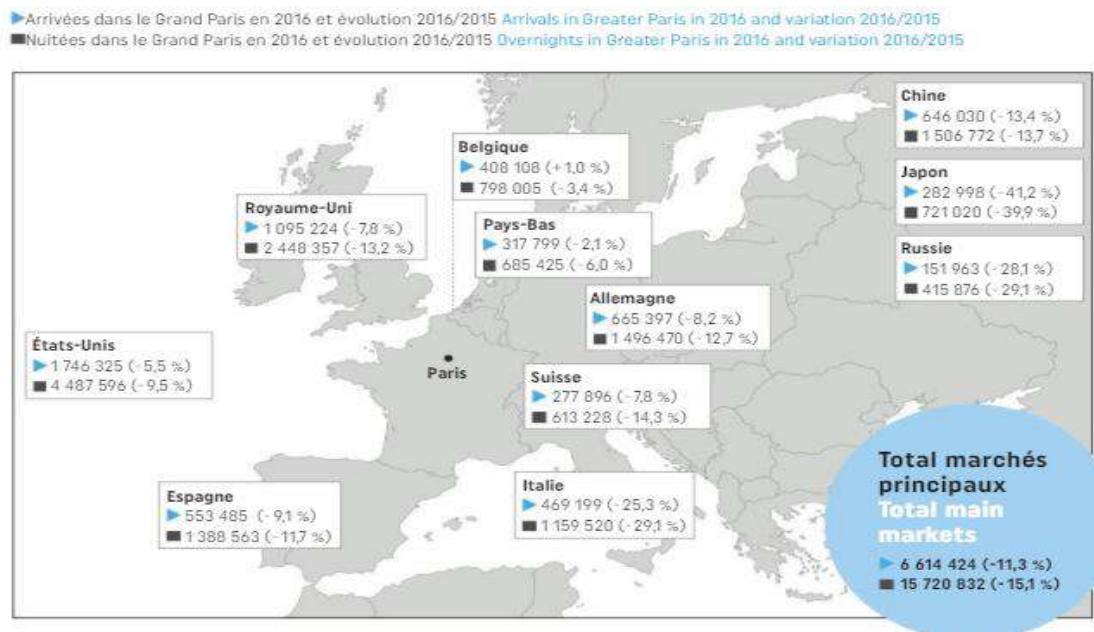 ▶Arrivées dans le Grand Paris en 2016 et évolution 2016/2015 Arrivals in Greater Paris in 2016 and variation 2016/2015
■Nuitées dans le Grand Paris en 2016 et évolution 2016/2015 Overnights in Greater Paris in 2016 and variation 2016/2015
Chine
▶ 646 030 (-13,4 %)
■ 1 506 772 (-13,7 %)
Belgique
▶ 408 108 (+1,0 %)
■ 798 005 (-3,4 %)
Japon
▶ 282 998 (-41,2 %)
■ 721 020 (-39,9 %)
Royaume-Uni
▶ 1 095 224 (-7,8 %)
■ 2 448 357 (-13,2 %)
Pays-Bas
▶ 317 799 (-2,1 %)
■ 685 425 (-6,0 %)
Russie
▶ 151 963 (-28,1 %)
■ 415 876 (-29,1 %)
Allemagne
▶ 665 397 (-8,2 %)
■ 1 496 470 (-12,7 %)
États-Unis
▶ 1 746 325 (-5,5 %)
■ 4 487 596 (-9,5 %)
Paris
Suisse
▶ 277 896 (-7,8 %)
■ 613 228 (-14,3 %)
Espagne
▶ 553 485 (-9,1 %)
■ 1 388 563 (-11,7 %)
Italie
▶ 469 199 (-25,3 %)
■ 1 159 520 (-29,1 %)
Total marchés
principaux
Total main
markets
▶ 6 614 424 (-11,3 %)
■ 15 720 832 (-15,1 %)